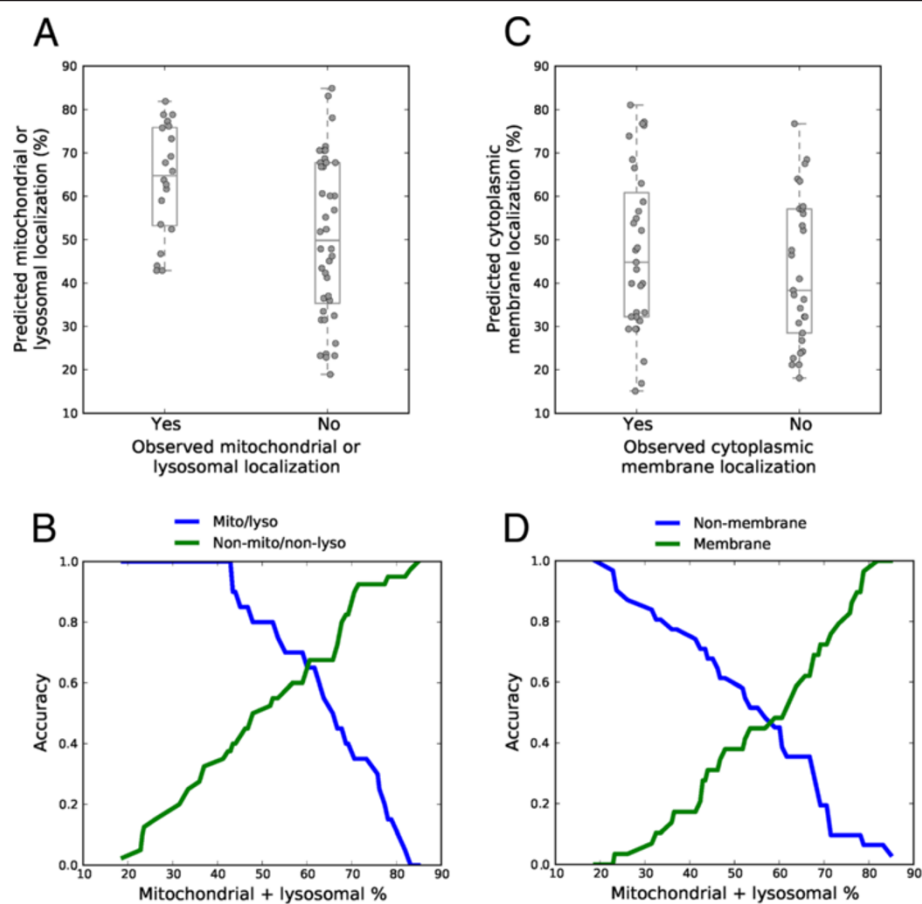 A
90
80
70
60
50
40
30
20
10
Predicted mitochondrial or
lysosomal localization (%)
Yes
No
Observed mitochondrial or
lysosomal localization
C
90
80
70
60
50
40
30
20
10
Predicted cytoplasmic
membrane localization (%)
Yes
No
Observed cytoplasmic
membrane localization
B
Mito/lyso
Non-mito/non-lyso
1.0
0.8
0.6
0.4
0.2
0.0
Accuracy
10 20 30 40 50 60 70 80 90
Mitochondrial + lysosomal %
D
Non-membrane
Membrane
1.0
0.8
0.6
0.4
0.2
0.0
Accuracy
10 20 30 40 50 60 70 80 90
Mitochondrial + lysosomal %